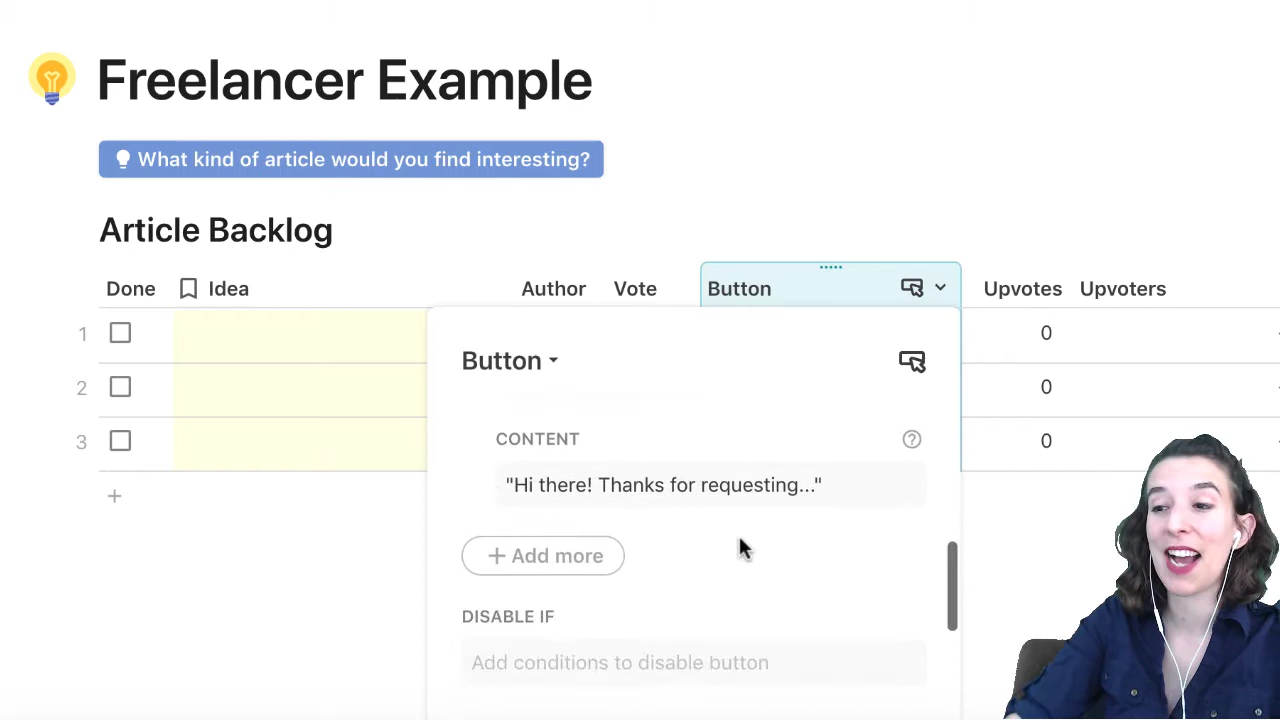 Freelancer Example
What kind of article would you find interesting?
Article Backlog
Done Idea Author Vote Button Upvotes Upvoters
1 0
Button
2 0
CONTENT
3 0
"Hi there! Thanks for requesting..."
+
+ Add more
DISABLE IF
Add conditions to disable button